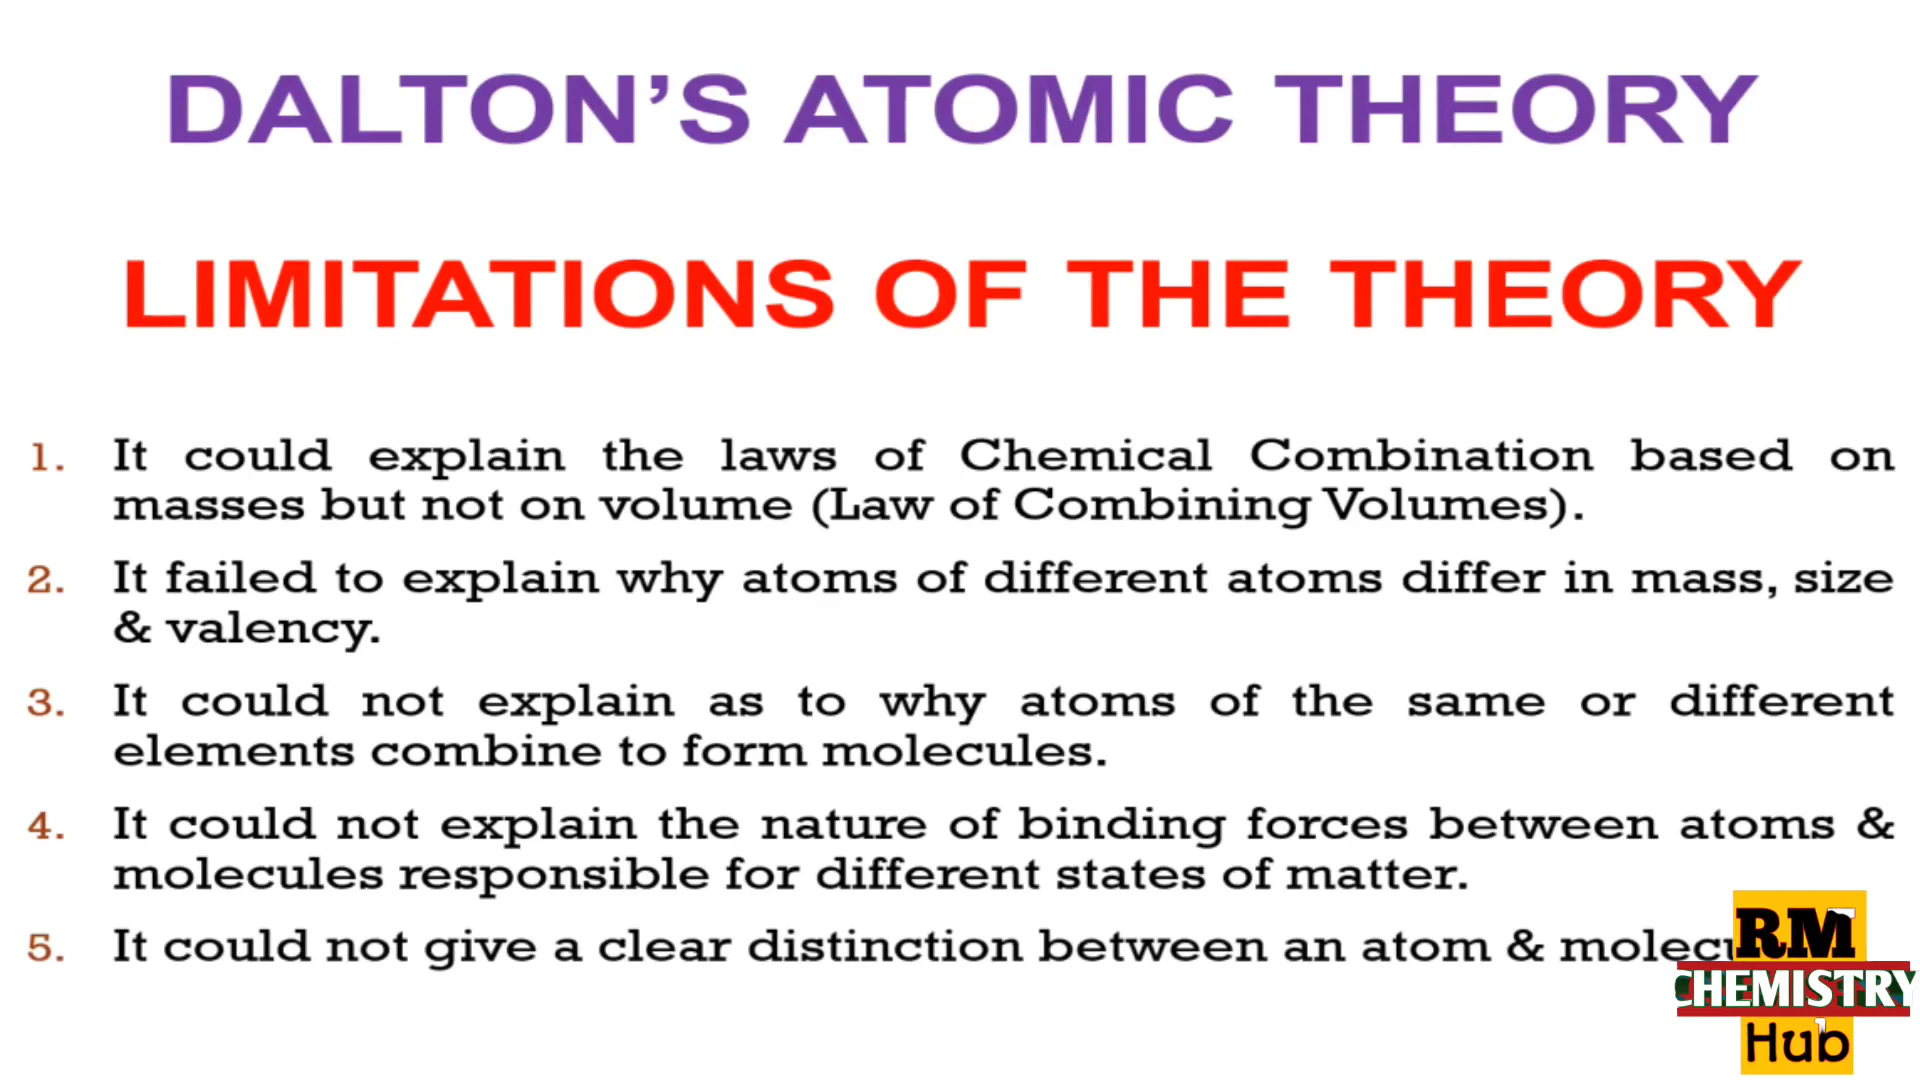 DALTON’S ATOMIC THEORY
LIMITATIONS OF THE THEORY
1. It could explain the laws of Chemical Combination based on
masses but not on volume (Law of Combining Volumes).
2. It failed to explain why atoms of different atoms differ in mass, size
& valency.
3. It could not explain as to why atoms of the same or different
elements combine to form molecules.
4. It could not explain the nature of binding forces between atoms &
molecules responsible for different states of matter.
5. It could not give a clear distinction between an atom &
RM
CHEMISTRY
Hub